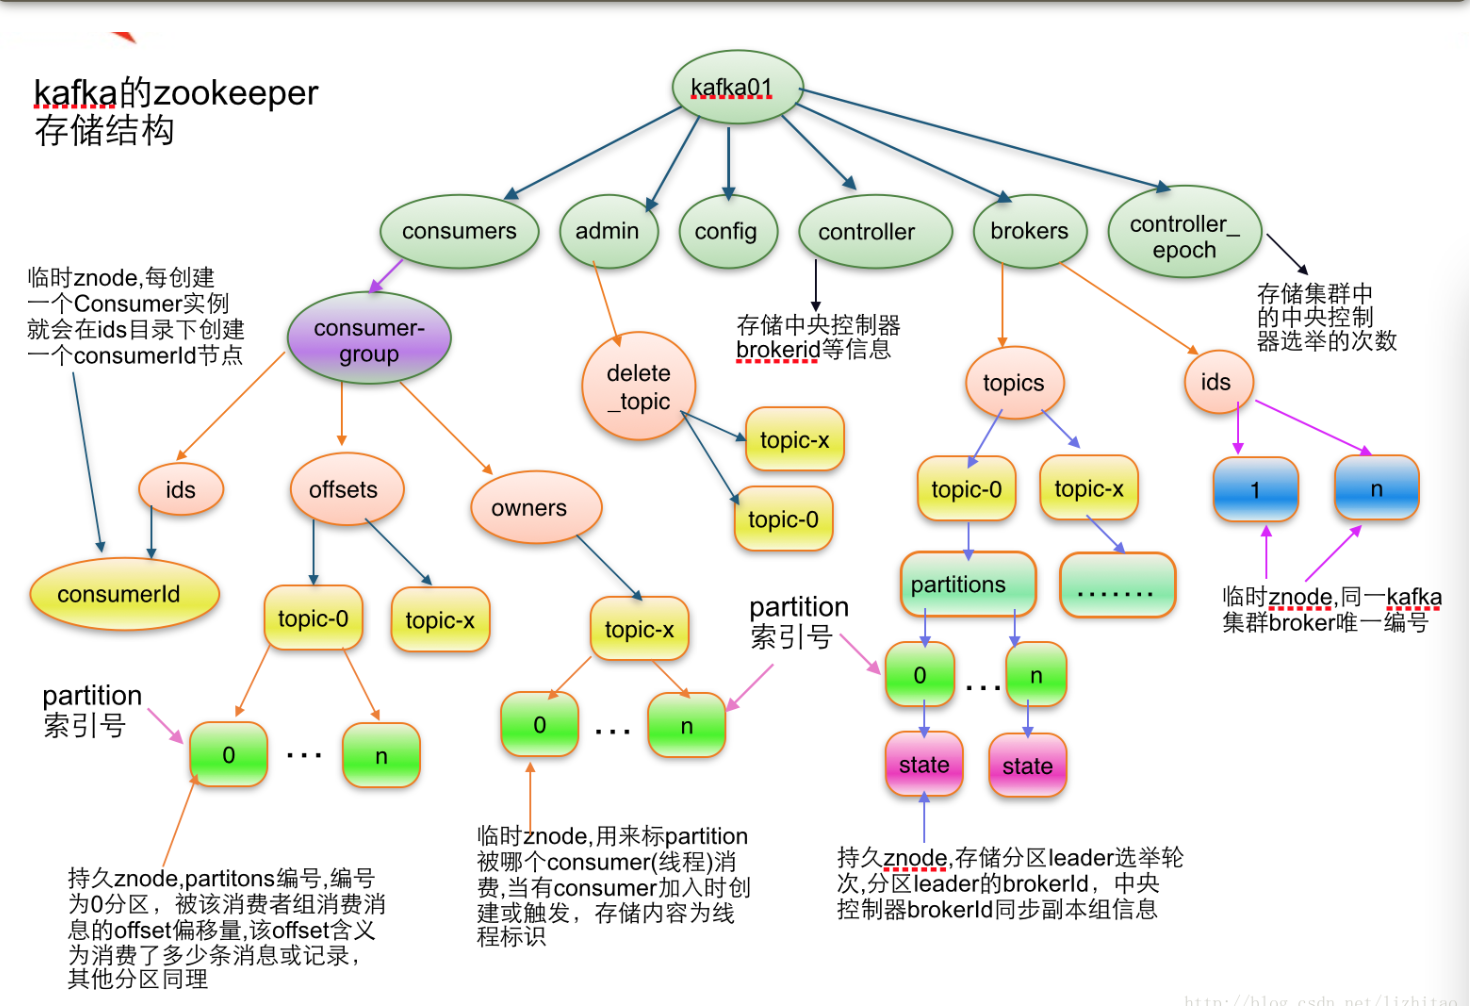 kafka的zookeeper
存储结构
kafka01
consumers
admin
config
controller
brokers
controller_
epoch
临时znode,每创建
一个Consumer实例
就会在ids目录下创建
一个consumerId节点
consumer-
group
存储中央控制器
brokerid等信息
存储集群中
的中央控制
器选举的次数
delete
_topic
topics
ids
topic-x
topic-0
ids
offsets
owners
topic-0
topic-x
1
n
consumerId
topic-0
topic-x
topic-x
partitions
.......
临时znode,同一kafka
集群broker唯一编号
partition
索引号
partition
索引号
0
...
n
0
...
n
0
...
n
state
state
持久znode,partitons编号,编号
为0分区，被该消费者组消费消
息的offset偏移量,该offset含义
为消费了多少条消息或记录，
其他分区同理
临时znode,用来标partition
被哪个consumer(线程)消
费,当有consumer加入时创
建或触发，存储内容为线
程标识
持久znode,存储分区leader选举轮
次,分区leader的brokerId，中央
控制器brokerId同步副本组信息
http://blog.csdn.net/lizhitao